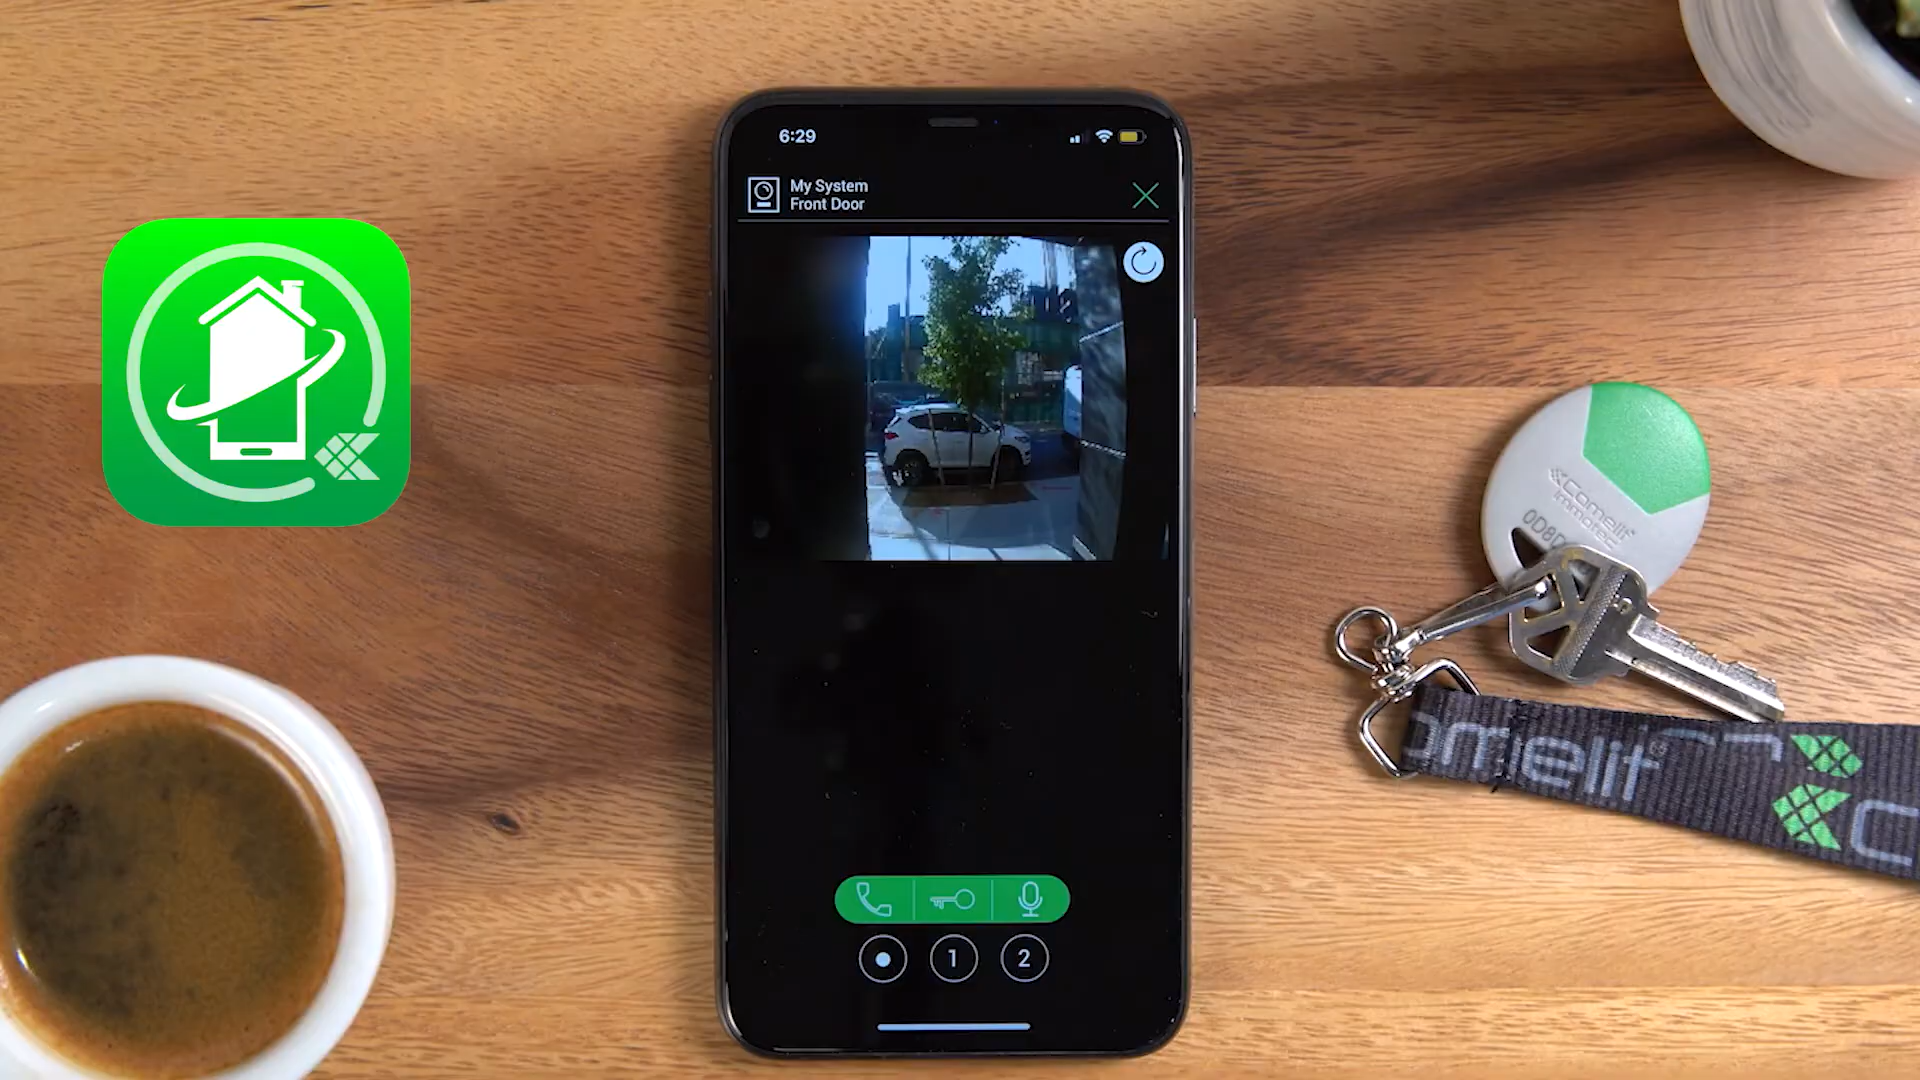 6:29
My System
Front Door
1
2
Comelit
Immotec
0D8D
omelit